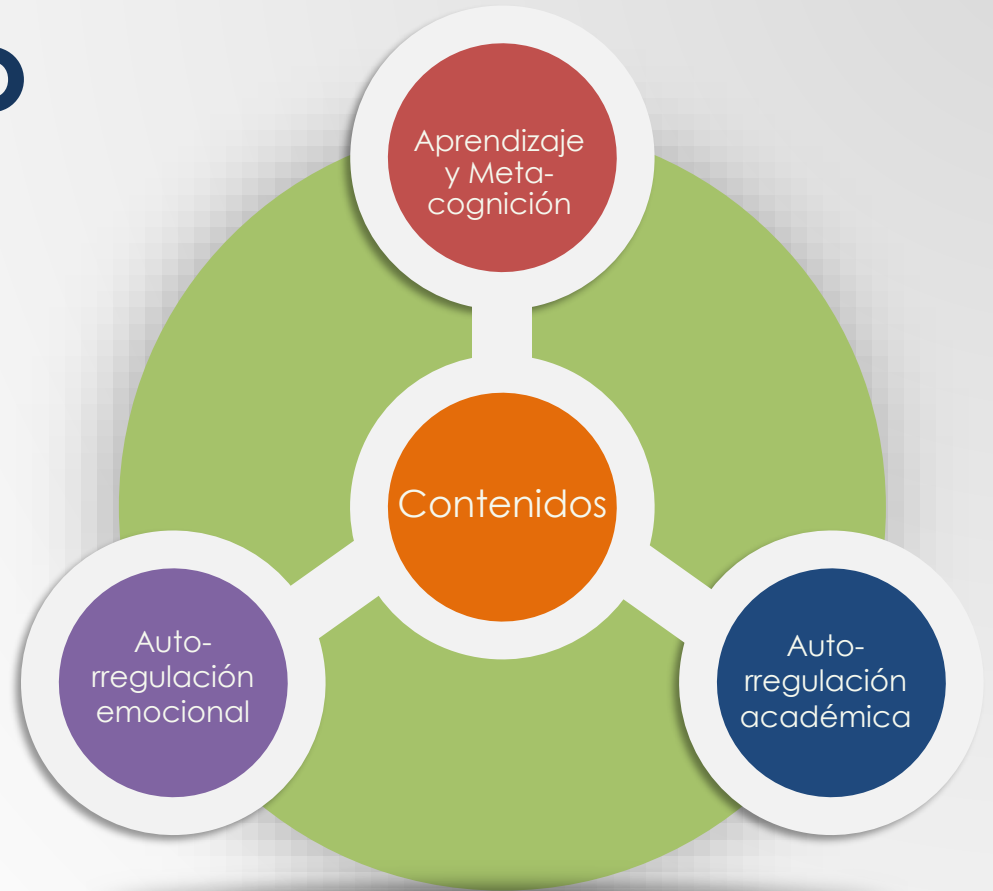 Aprendizaje
y Meta-
cognición
Contenidos
Auto-
rregulación
emocional
Auto-
rregulación
académica